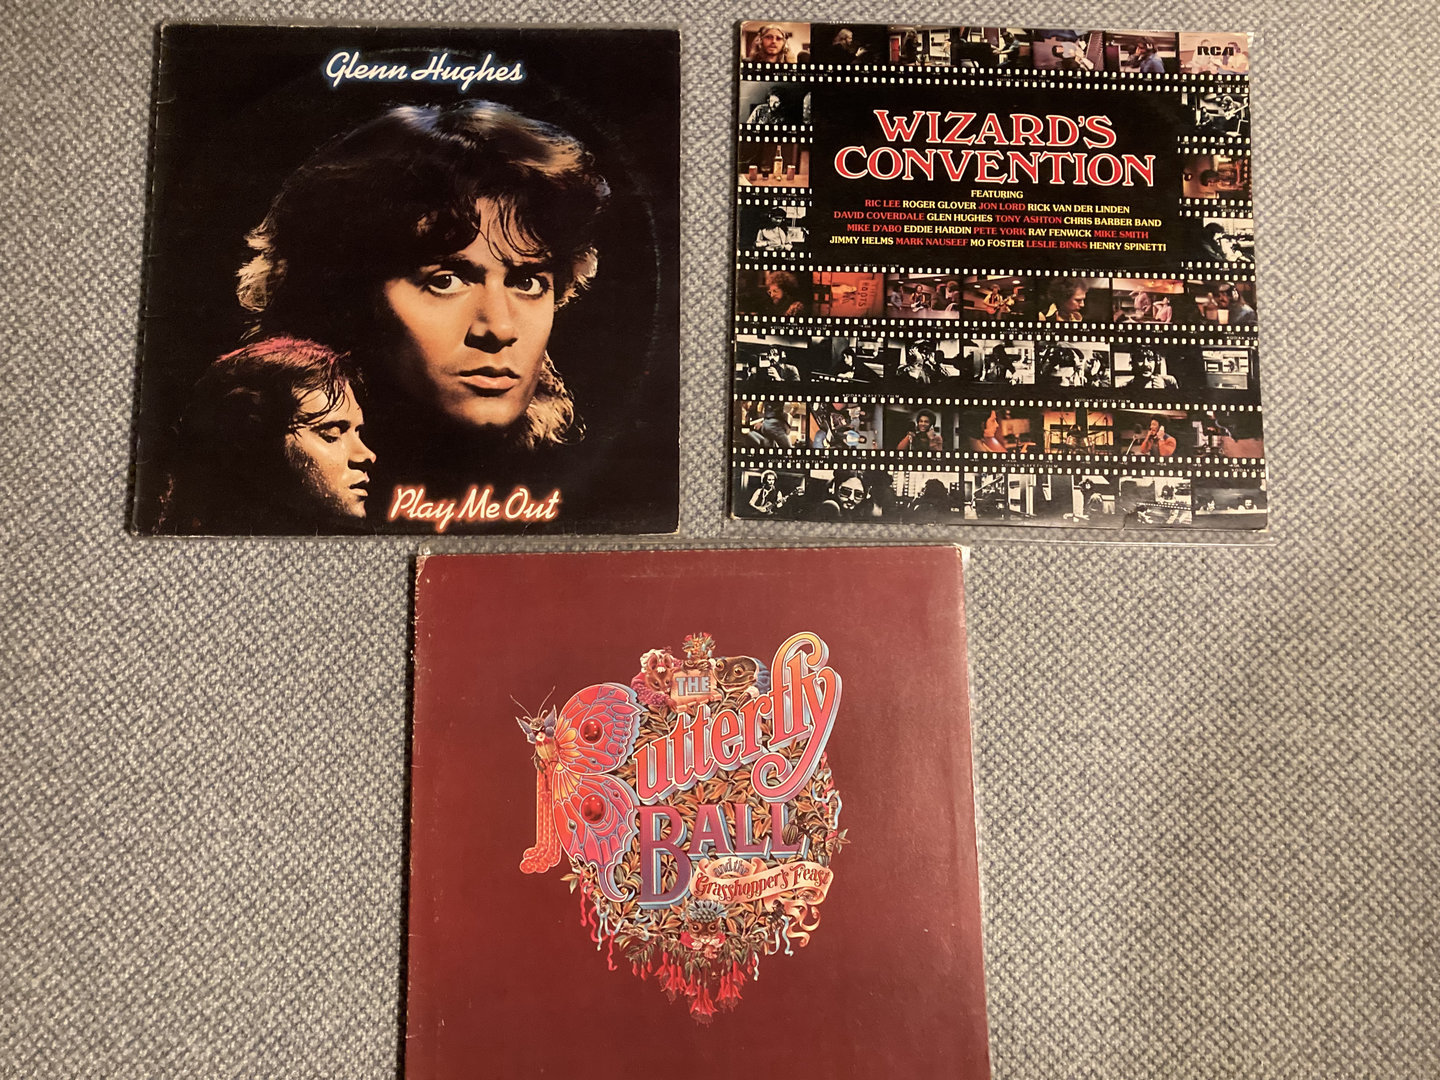 Glenn Hughes
Play Me Out
RCA
WIZARD'S
CONVENTION
FEATURING
RIC LEE ROGER GLOVER JON LORD RICK VAN DER LINDEN
DAVID COVERDALE GLEN HUGHES TONY ASHTON CHRIS BARBER BAND
MIKE D'ABO EDDIE HARDIN PETE YORK RAY FENWICK MIKE SMITH
JIMMY HELMS MARK NAUSEEF MO FOSTER LESLIE BINKS HENRY SPINETTI
THE
Butterfly
BALL
and the
Grasshopper's Feast